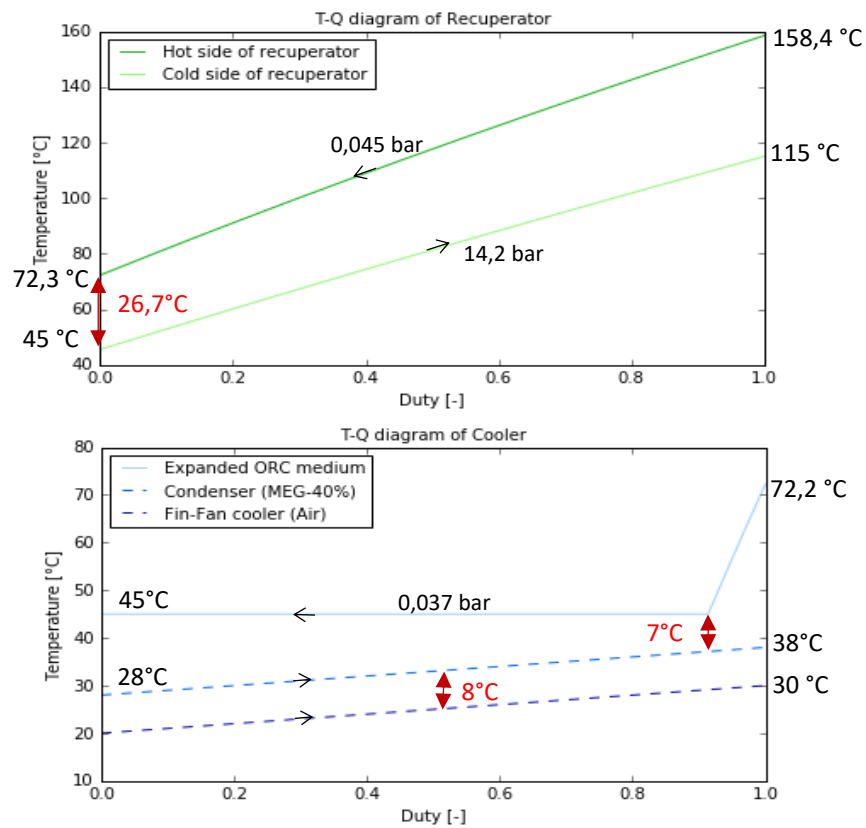 T-Q diagram of Recuperator
160
140
120
100
80
60
40
Temperature [°C]
Hot side of recuperator
Cold side of recuperator
158,4 °C
0,045 bar
115 °C
14,2 bar
72,3 °C
26,7°C
45 °C
0.0 0.2 0.4 0.6 0.8 1.0
Duty [-]
T-Q diagram of Cooler
80
70
60
50
40
30
20
10
Temperature [°C]
Expanded ORC medium
Condenser (MEG-40%)
Fin-Fan cooler (Air)
72,2 °C
45°C
0,037 bar
7°C
38°C
28°C
8°C
30 °C
0.0 0.2 0.4 0.6 0.8 1.0
Duty [-]